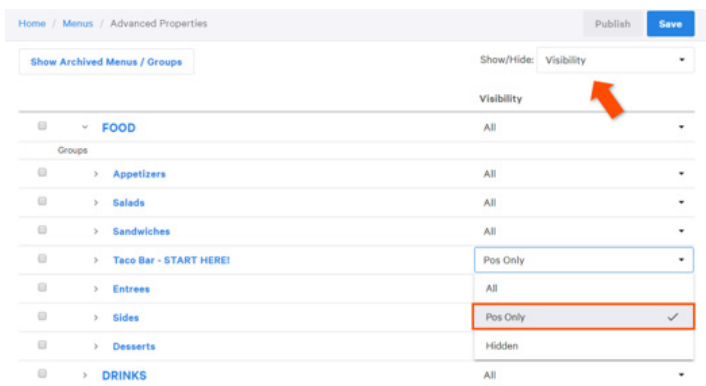 Home / Menus / Advanced Properties Publish Save
Show Archived Menus / Groups Show/Hide: Visibility
Visibility
FOOD All
Groups
Appetizers All
Salads All
Sandwiches All
Taco Bar - START HERE! Pos Only
Entrees All
Sides Pos Only
Desserts Hidden
DRINKS All